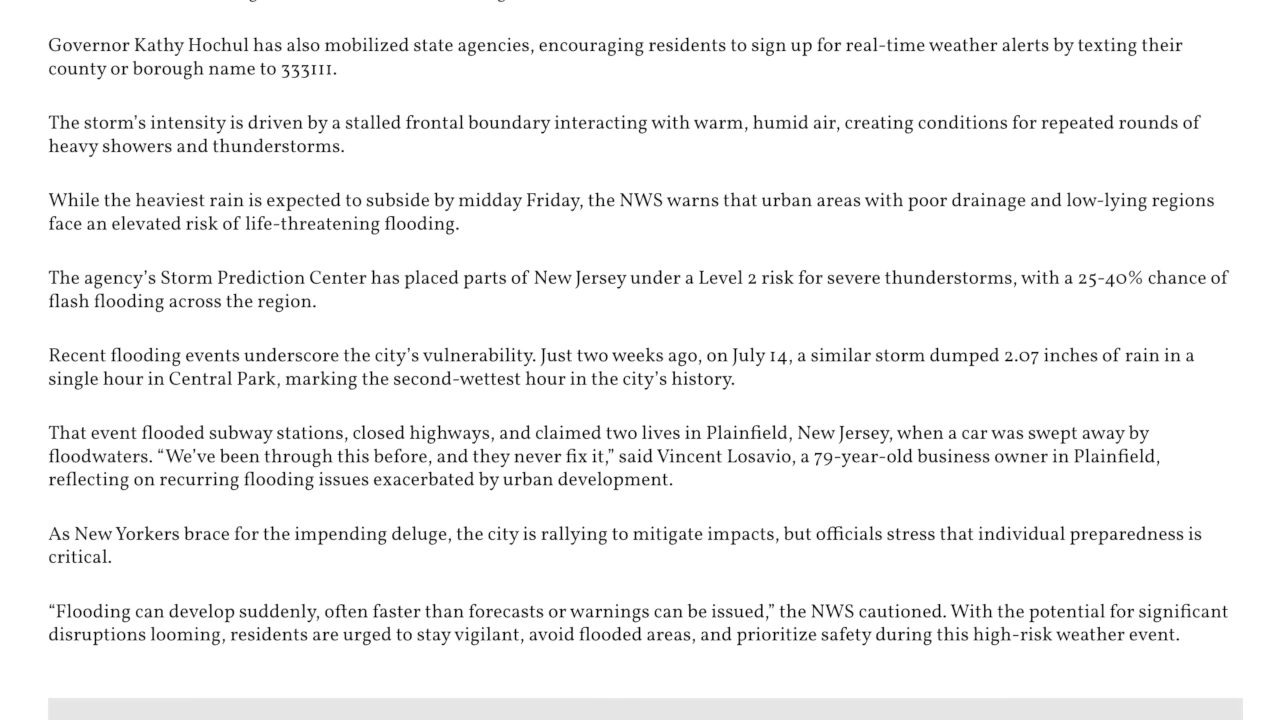 Governor Kathy Hochul has also mobilized state agencies, encouraging residents to sign up for real-time weather alerts by texting their
county or borough name to 333111.
The storm’s intensity is driven by a stalled frontal boundary interacting with warm, humid air, creating conditions for repeated rounds of
heavy showers and thunderstorms.
While the heaviest rain is expected to subside by midday Friday, the NWS warns that urban areas with poor drainage and low-lying regions
face an elevated risk of life-threatening flooding.
The agency’s Storm Prediction Center has placed parts of New Jersey under a Level 2 risk for severe thunderstorms, with a 25-40% chance of
flash flooding across the region.
Recent flooding events underscore the city’s vulnerability. Just two weeks ago, on July 14, a similar storm dumped 2.07 inches of rain in a
single hour in Central Park, marking the second-wettest hour in the city’s history.
That event flooded subway stations, closed highways, and claimed two lives in Plainfield, New Jersey, when a car was swept away by
floodwaters. “We’ve been through this before, and they never fix it,” said Vincent Losavio, a 79-year-old business owner in Plainfield,
reflecting on recurring flooding issues exacerbated by urban development.
As New Yorkers brace for the impending deluge, the city is rallying to mitigate impacts, but officials stress that individual preparedness is
critical.
“Flooding can develop suddenly, often faster than forecasts or warnings can be issued,” the NWS cautioned. With the potential for significant
disruptions looming, residents are urged to stay vigilant, avoid flooded areas, and prioritize safety during this high-risk weather event.